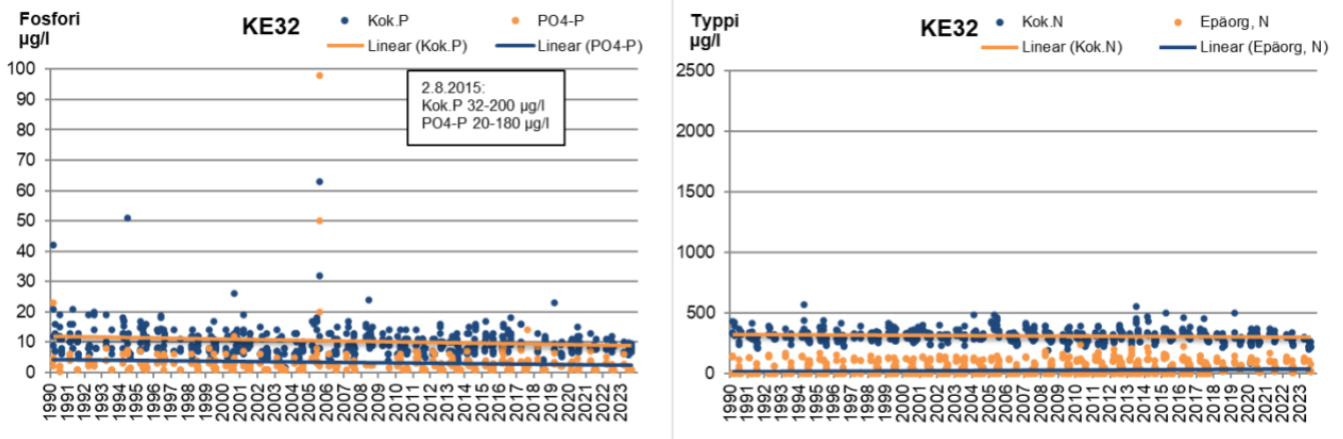 Fosfori
µg/l
KE32
Kok.P
PO4-P
Linear (Kok.P)
Linear (PO4-P)
100
90
80
70
60
50
40
30
20
10
0
2.8.2015:
Kok.P 32-200 µg/l
PO4-P 20-180 µg/l
1990 1991 1992 1993 1994 1995 1996 1997 1998 1999 2000 2001 2002 2003 2004 2005 2006 2007 2008 2009 2010 2011 2012 2013 2014 2015 2016 2017 2018 2019 2020 2021 2022 2023
Typpi
µg/l
KE32
Kok.N
Epäorg, N
Linear (Kok.N)
Linear (Epäorg, N)
2500
2000
1500
1000
500
0
1990 1991 1992 1993 1994 1995 1996 1997 1998 1999 2000 2001 2002 2003 2004 2005 2006 2007 2008 2009 2010 2011 2012 2013 2014 2015 2016 2017 2018 2019 2020 2021 2022 2023